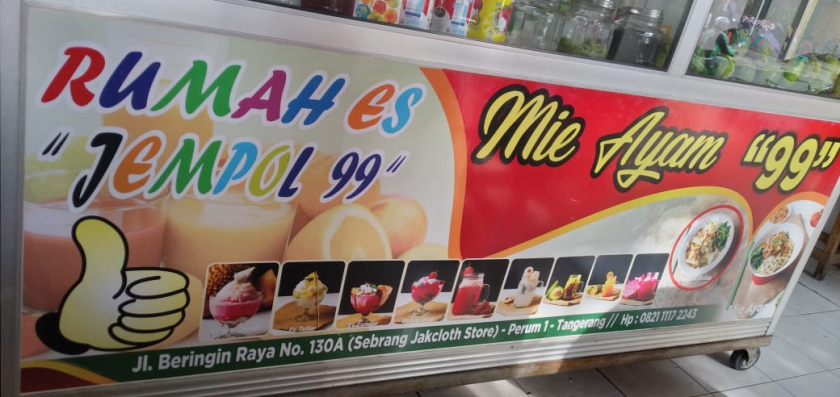 RUMAH ES
"JEMPOL 99"
Mie Ayam "99"
Jl. Beringin Raya No. 130A (Sebrang Jakcloth Store) - Perum 1 - Tangerang // Hp : 0821 1117 2243